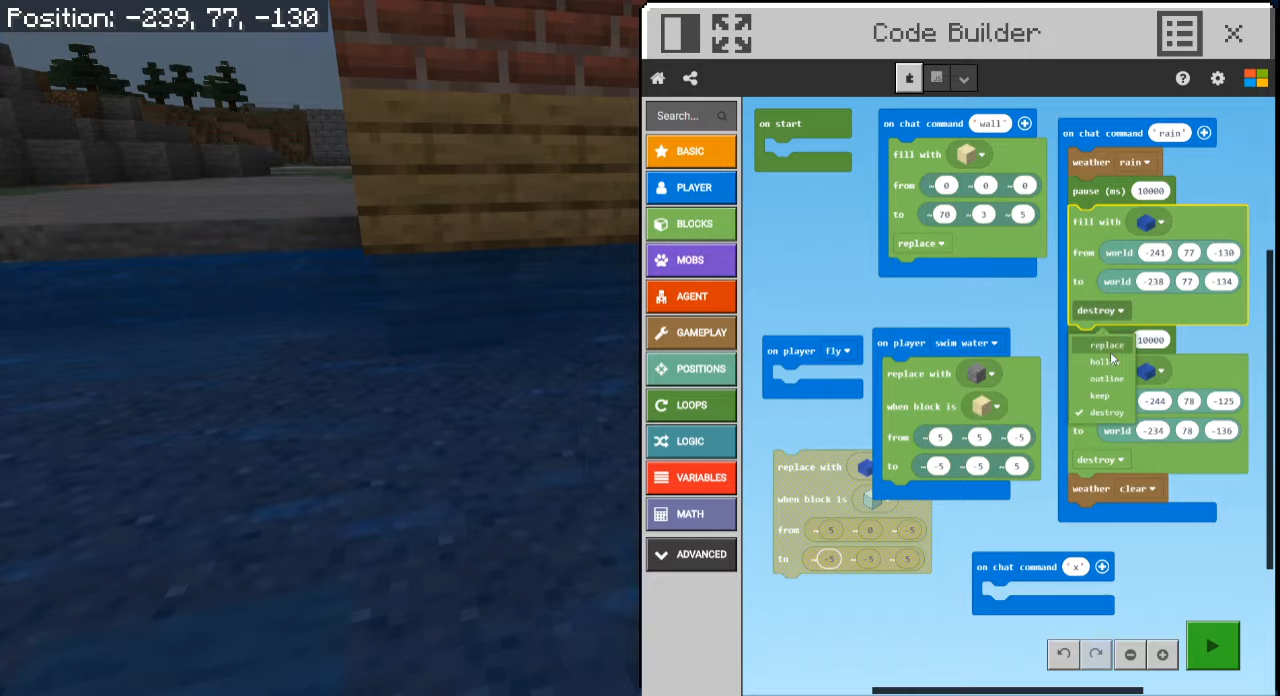 Position: -239, 77, -130
Code Builder
Search...
BASIC
PLAYER
BLOCKS
MOBS
AGENT
GAMEPLAY
POSITIONS
LOOPS
LOGIC
VARIABLES
MATH
ADVANCED
on start
on chat command "wall"
fill with
from ~ 0 ~ 0 ~ 0
to ~ 70 ~ 3 ~ 5
replace
on player fly
on player swim water
replace with
when block is
from ~ 5 ~ 5 ~ -5
to ~ -5 ~ -5 ~ 5
replace with
when block is
from ~ 5 ~ 0 ~ -5
to ~ -5 ~ -5 ~ 5
on chat command "x"
on chat command "rain"
weather rain
pause (ms) 10000
fill with
from world -241 77 -130
to world -238 77 -134
destroy
replace
outline
keep
destroy
10000
-244 78 -125
to world -234 78 -136
destroy
weather clear